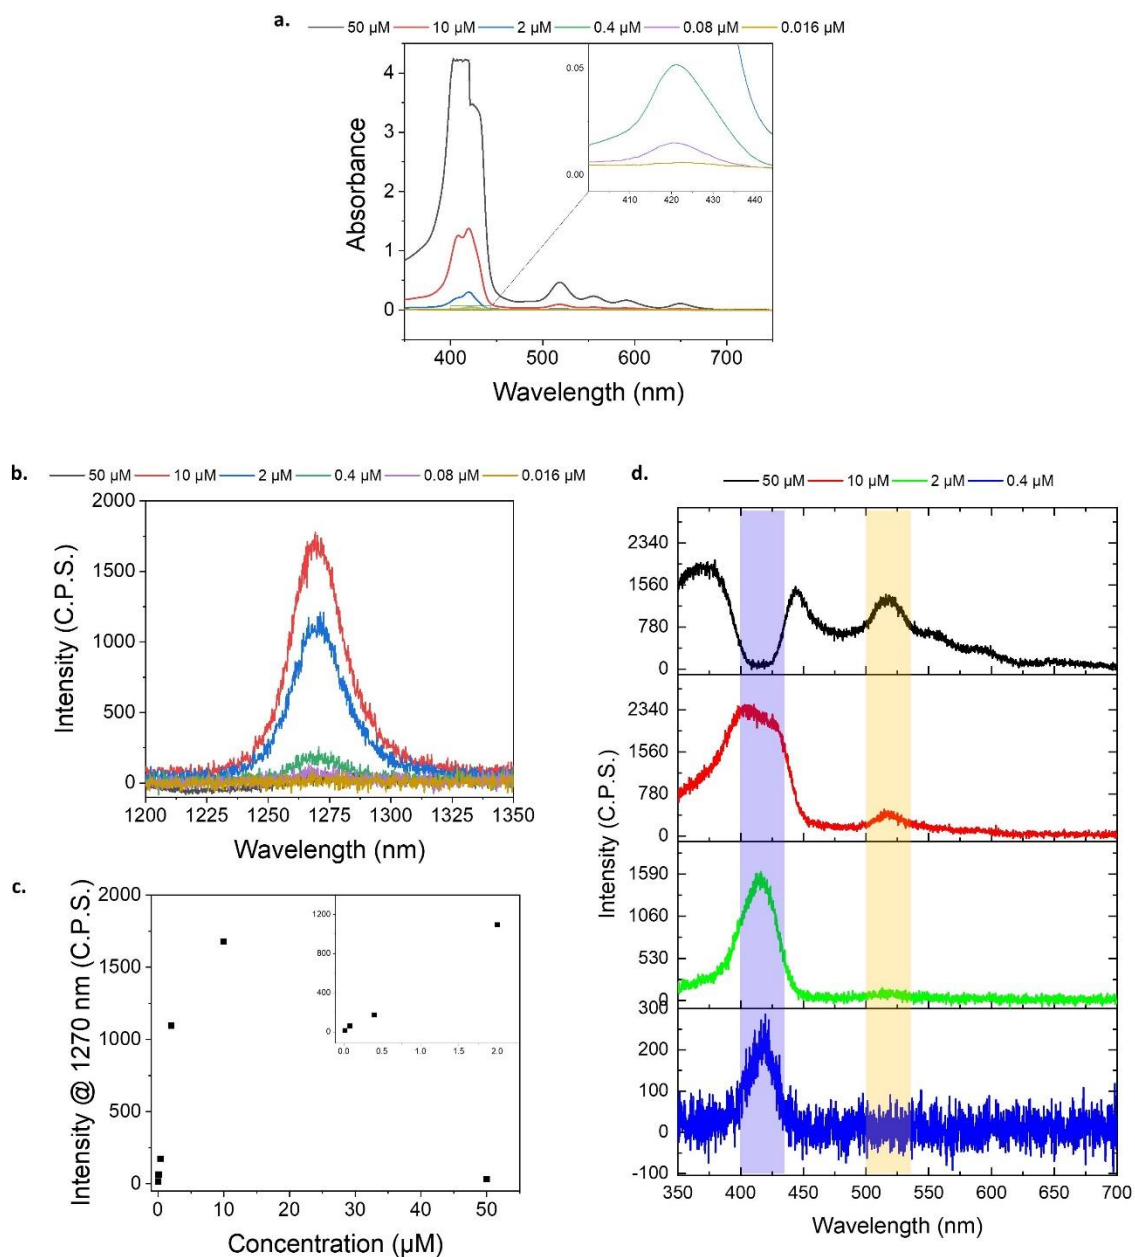 a.
50 μM 10 μM 2 μM 0.4 μM 0.08 μM 0.016 μM
4
3
2
1
0
Absorbance
0.05
0.00
410 420 430 440
400 500 600 700
Wavelength (nm)
b.
50 μM 10 μM 2 μM 0.4 μM 0.08 μM 0.016 μM
2000
1500
1000
500
0
Intensity (C.P.S.)
1200 1225 1250 1275 1300 1325 1350
Wavelength (nm)
c.
2000
1500
1000
500
0
Intensity @ 1270 nm (C.P.S.)
1200
800
400
0
0.0 0.5 1.0 1.5 2.0
0 10 20 30 40 50
Concentration (μM)
d.
50 μM 10 μM 2 μM 0.4 μM
2340
1560
780
0
2340
1560
780
0
1590
1060
530
0
300
200
100
0
-100
Intensity (C.P.S.)
350 400 450 500 550 600 650 700
Wavelength (nm)